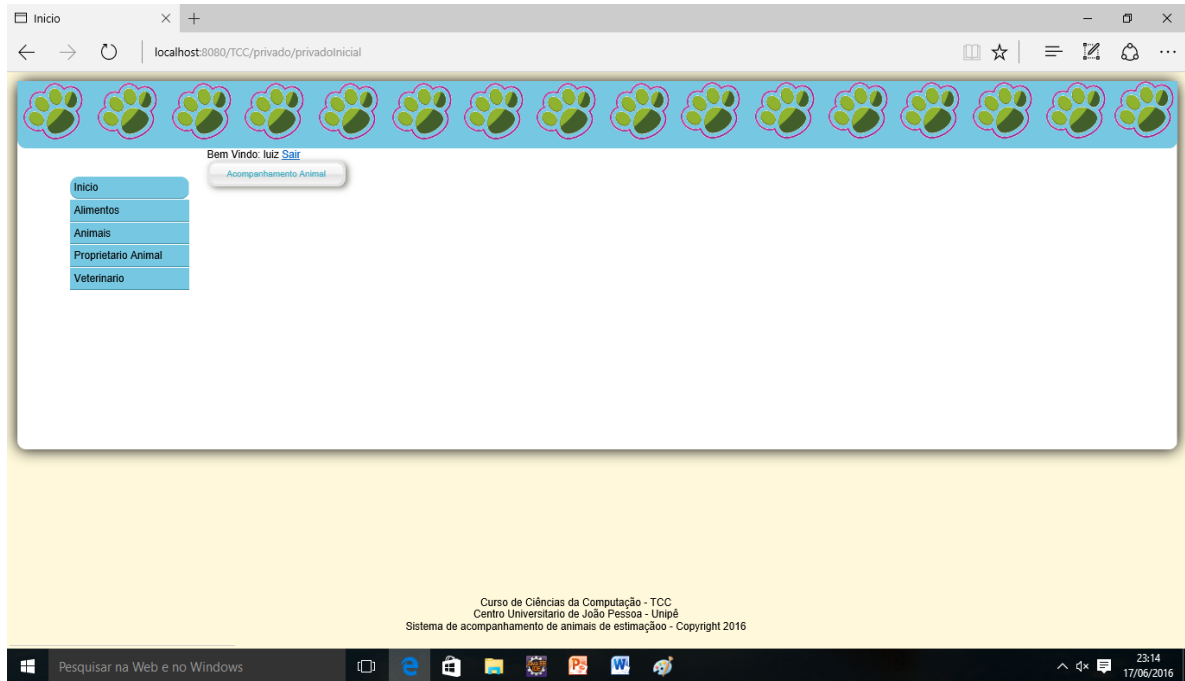 Inicio
localhost:8080/TCC/privado/privadoInicial
Bem Vindo: luiz Sair
Acompanhamento Animal
Inicio
Alimentos
Animais
Proprietario Animal
Veterinario
Curso de Ciências da Computação - TCC
Centro Universitario de João Pessoa - Unipê
Sistema de acompanhamento de animais de estimaçãoo - Copyright 2016
Pesquisar na Web e no Windows
23:14
17/06/2016